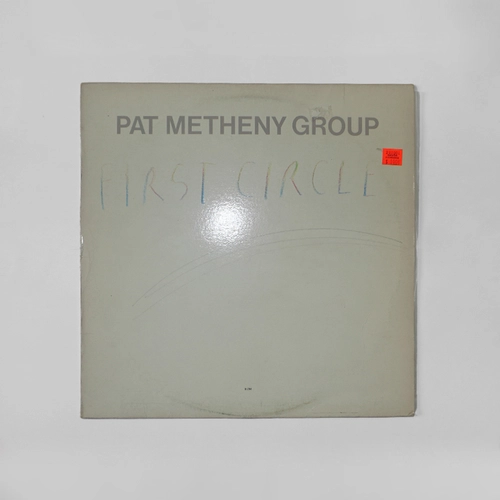 PAT METHENY GROUP
FIRST CIRCLE